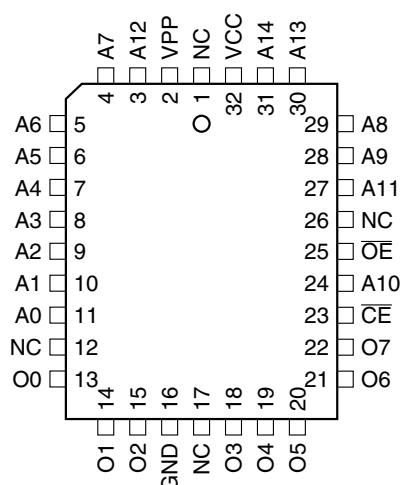 A7 A12 VPP NC VCC A14 A13
4 3 2 1 32 31 30
A6 5 29 A8
A5 6 28 A9
A4 7 27 A11
A3 8 26 NC
A2 9 25 OE
A1 10 24 A10
A0 11 23 CE
NC 12 22 O7
O0 13 21 O6
14 15 16 17 18 19 20
O1 O2 GND NC O3 O4 O5